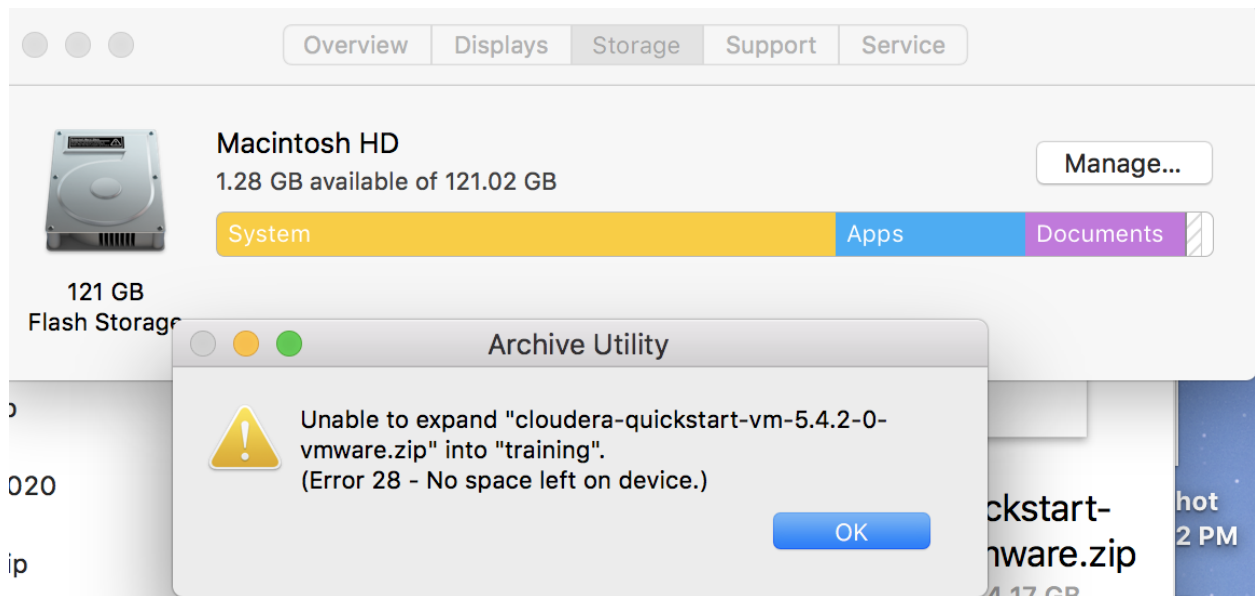 Overview Displays Storage Support Service
Macintosh HD
1.28 GB available of 121.02 GB
Manage...
System Apps Documents
121 GB
Flash Storage
Archive Utility
Unable to expand "cloudera-quickstart-vm-5.4.2-0-
vmware.zip" into "training".
(Error 28 - No space left on device.)
OK
020
ip
ckstart-
ware.zip
hot
2 PM